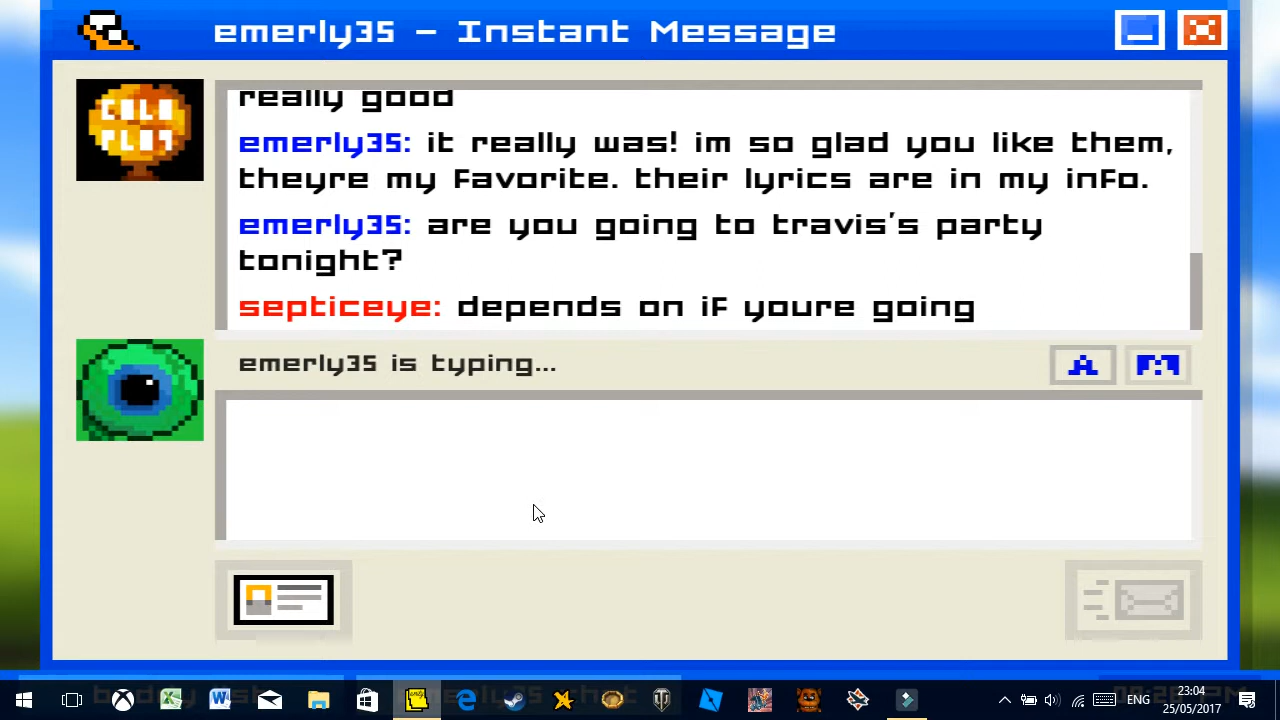 emerly35 - Instant Message
COLD PLAY
really good
emerly35: it really was! im so glad you like them,
theyre my favorite. their lyrics are in my info.
emerly35: are you going to travis's party
tonight?
septiceye: depends on if youre going
emerly35 is typing...
A
23:04
ENG
25/05/2017